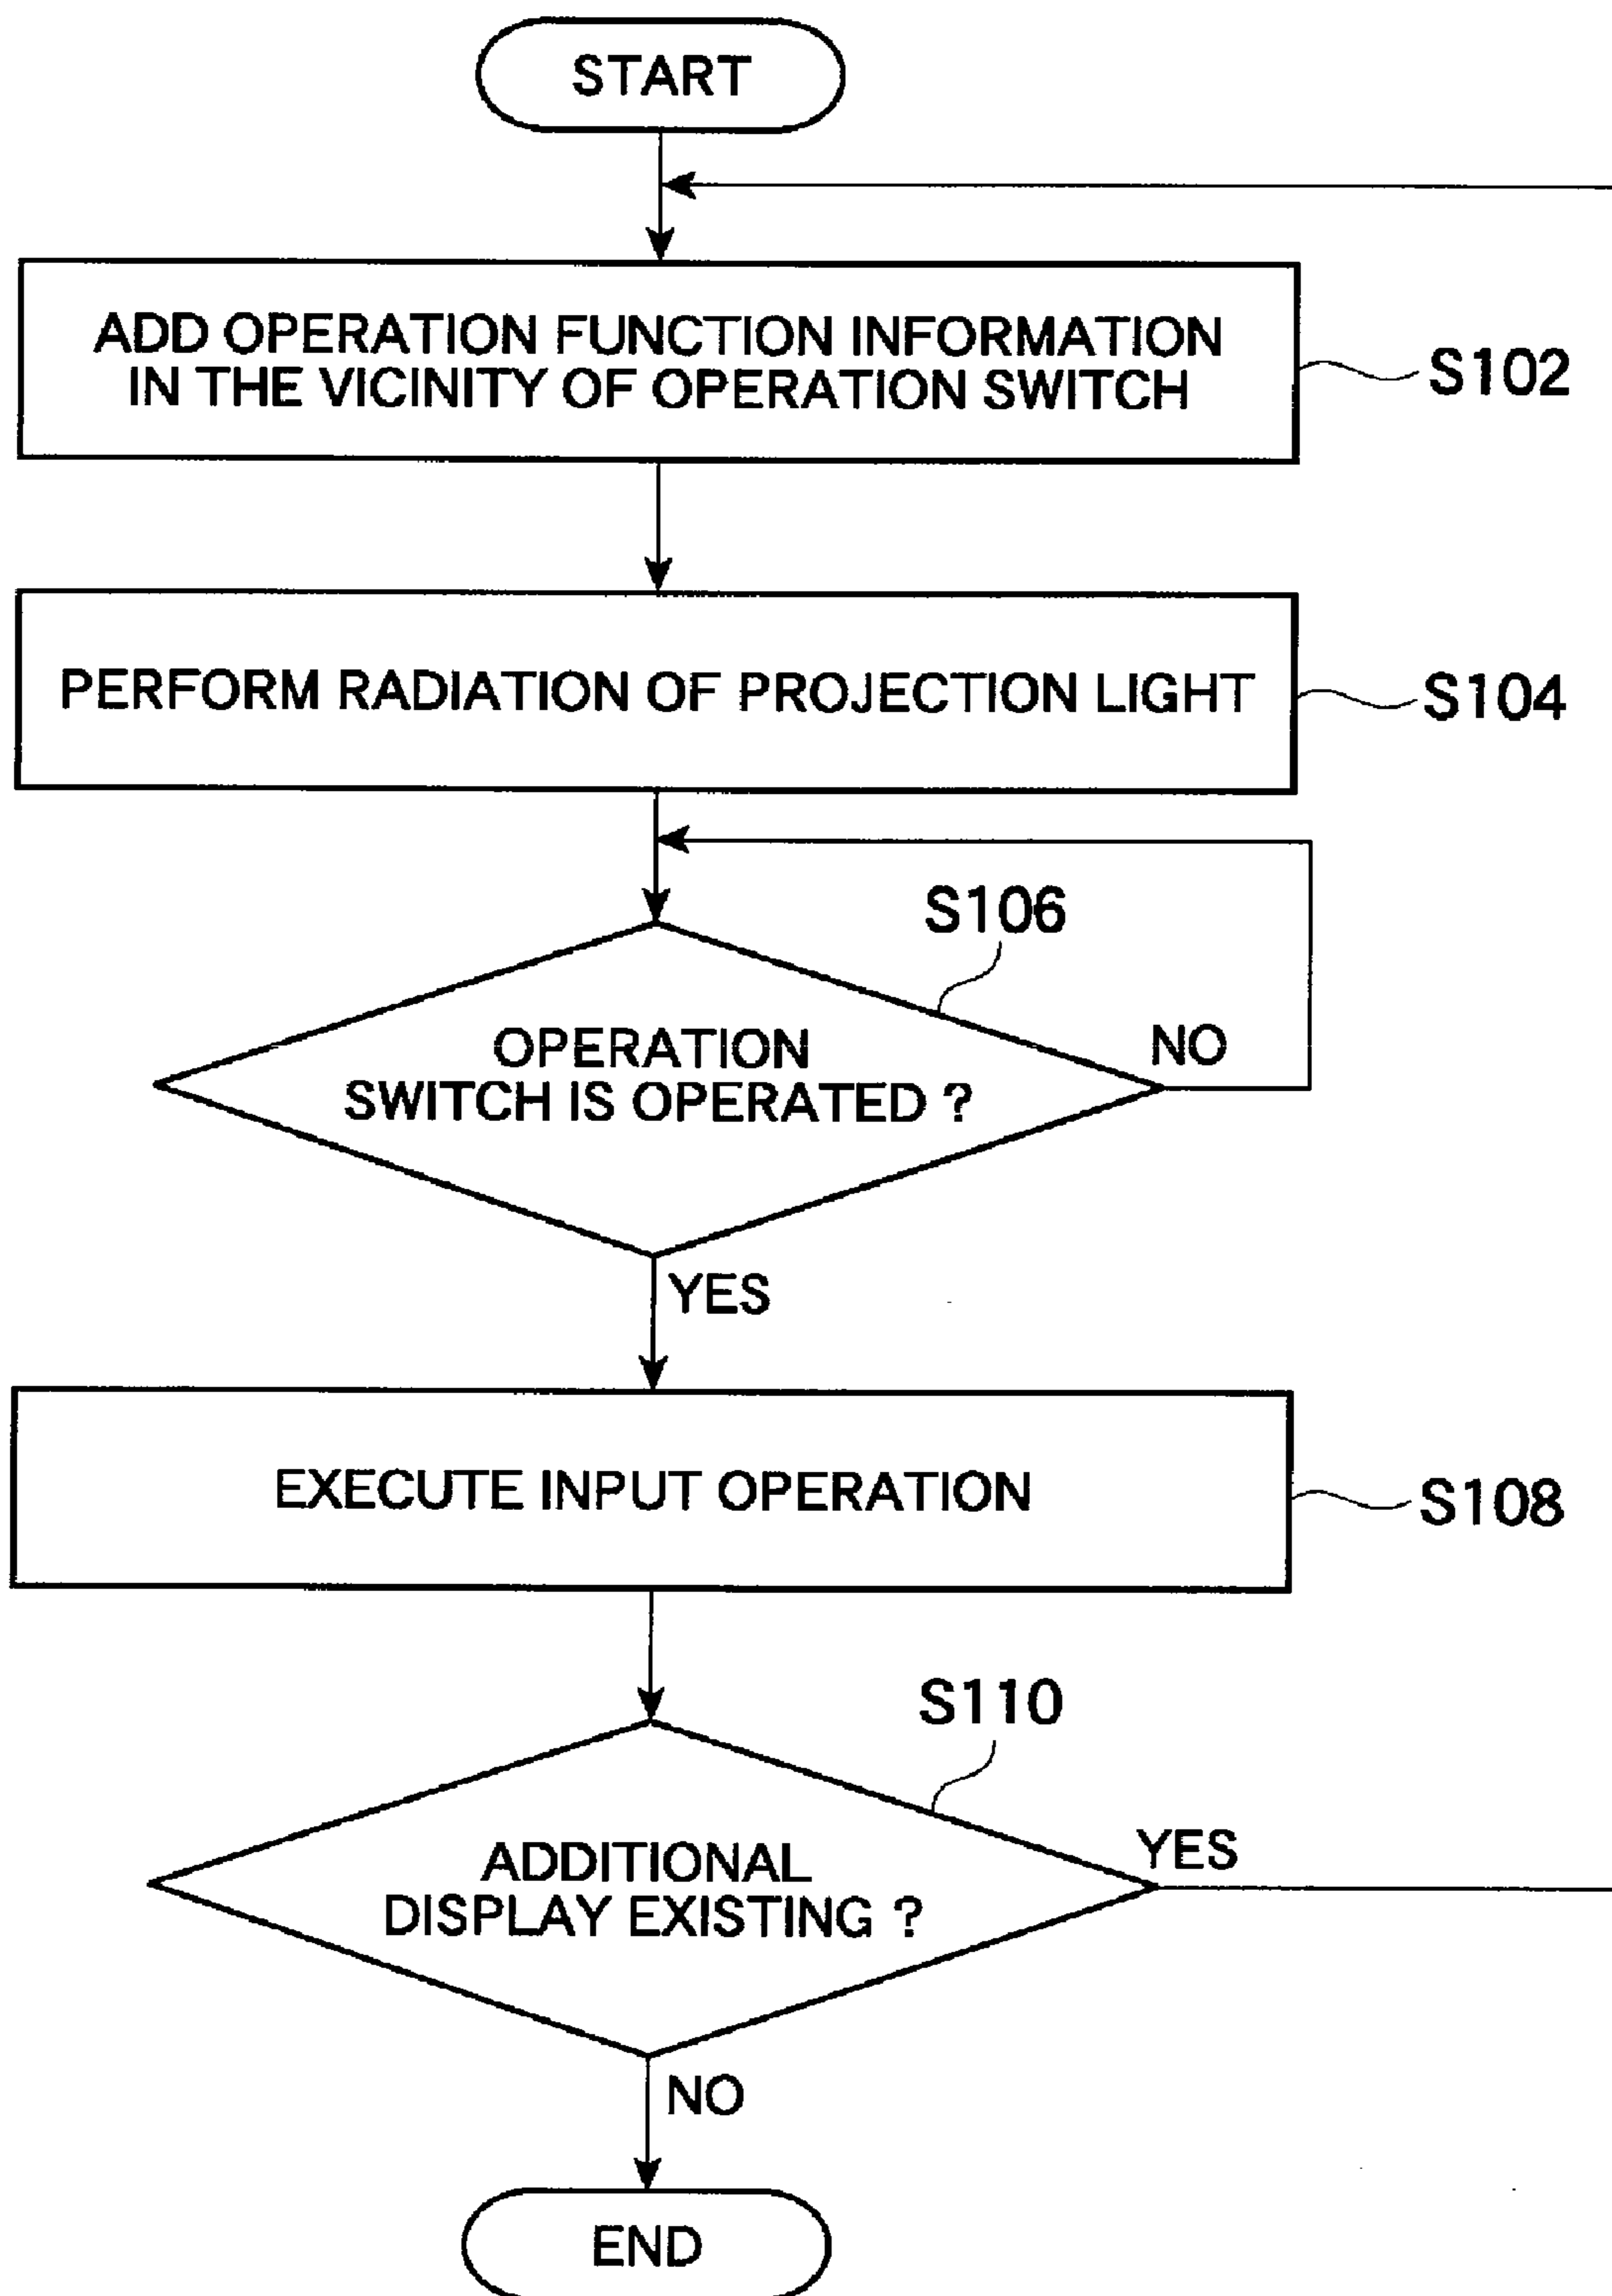 START
ADD OPERATION FUNCTION INFORMATION
IN THE VICINITY OF OPERATION SWITCH
S102
PERFORM RADIATION OF PROJECTION LIGHT
S104
S106
OPERATION
SWITCH IS OPERATED ?
NO
YES
EXECUTE INPUT OPERATION
S108
S110
ADDITIONAL
DISPLAY EXISTING ?
YES
NO
END